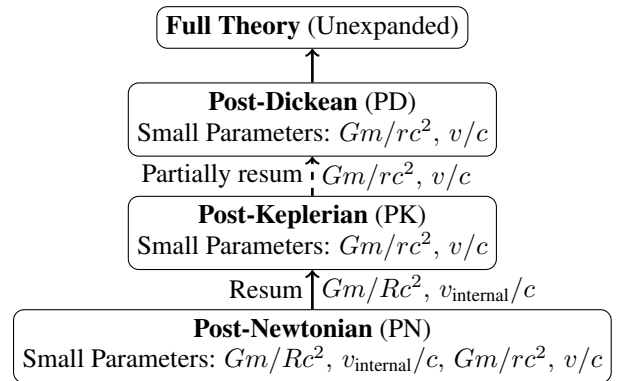 Full Theory (Unexpanded)
Post-Dickean (PD)
Small Parameters: Gm/rc², v/c
Partially resum Gm/rc², v/c
Post-Keplerian (PK)
Small Parameters: Gm/rc², v/c
Resum Gm/Rc², v_internal/c
Post-Newtonian (PN)
Small Parameters: Gm/Rc², v_internal/c, Gm/rc², v/c